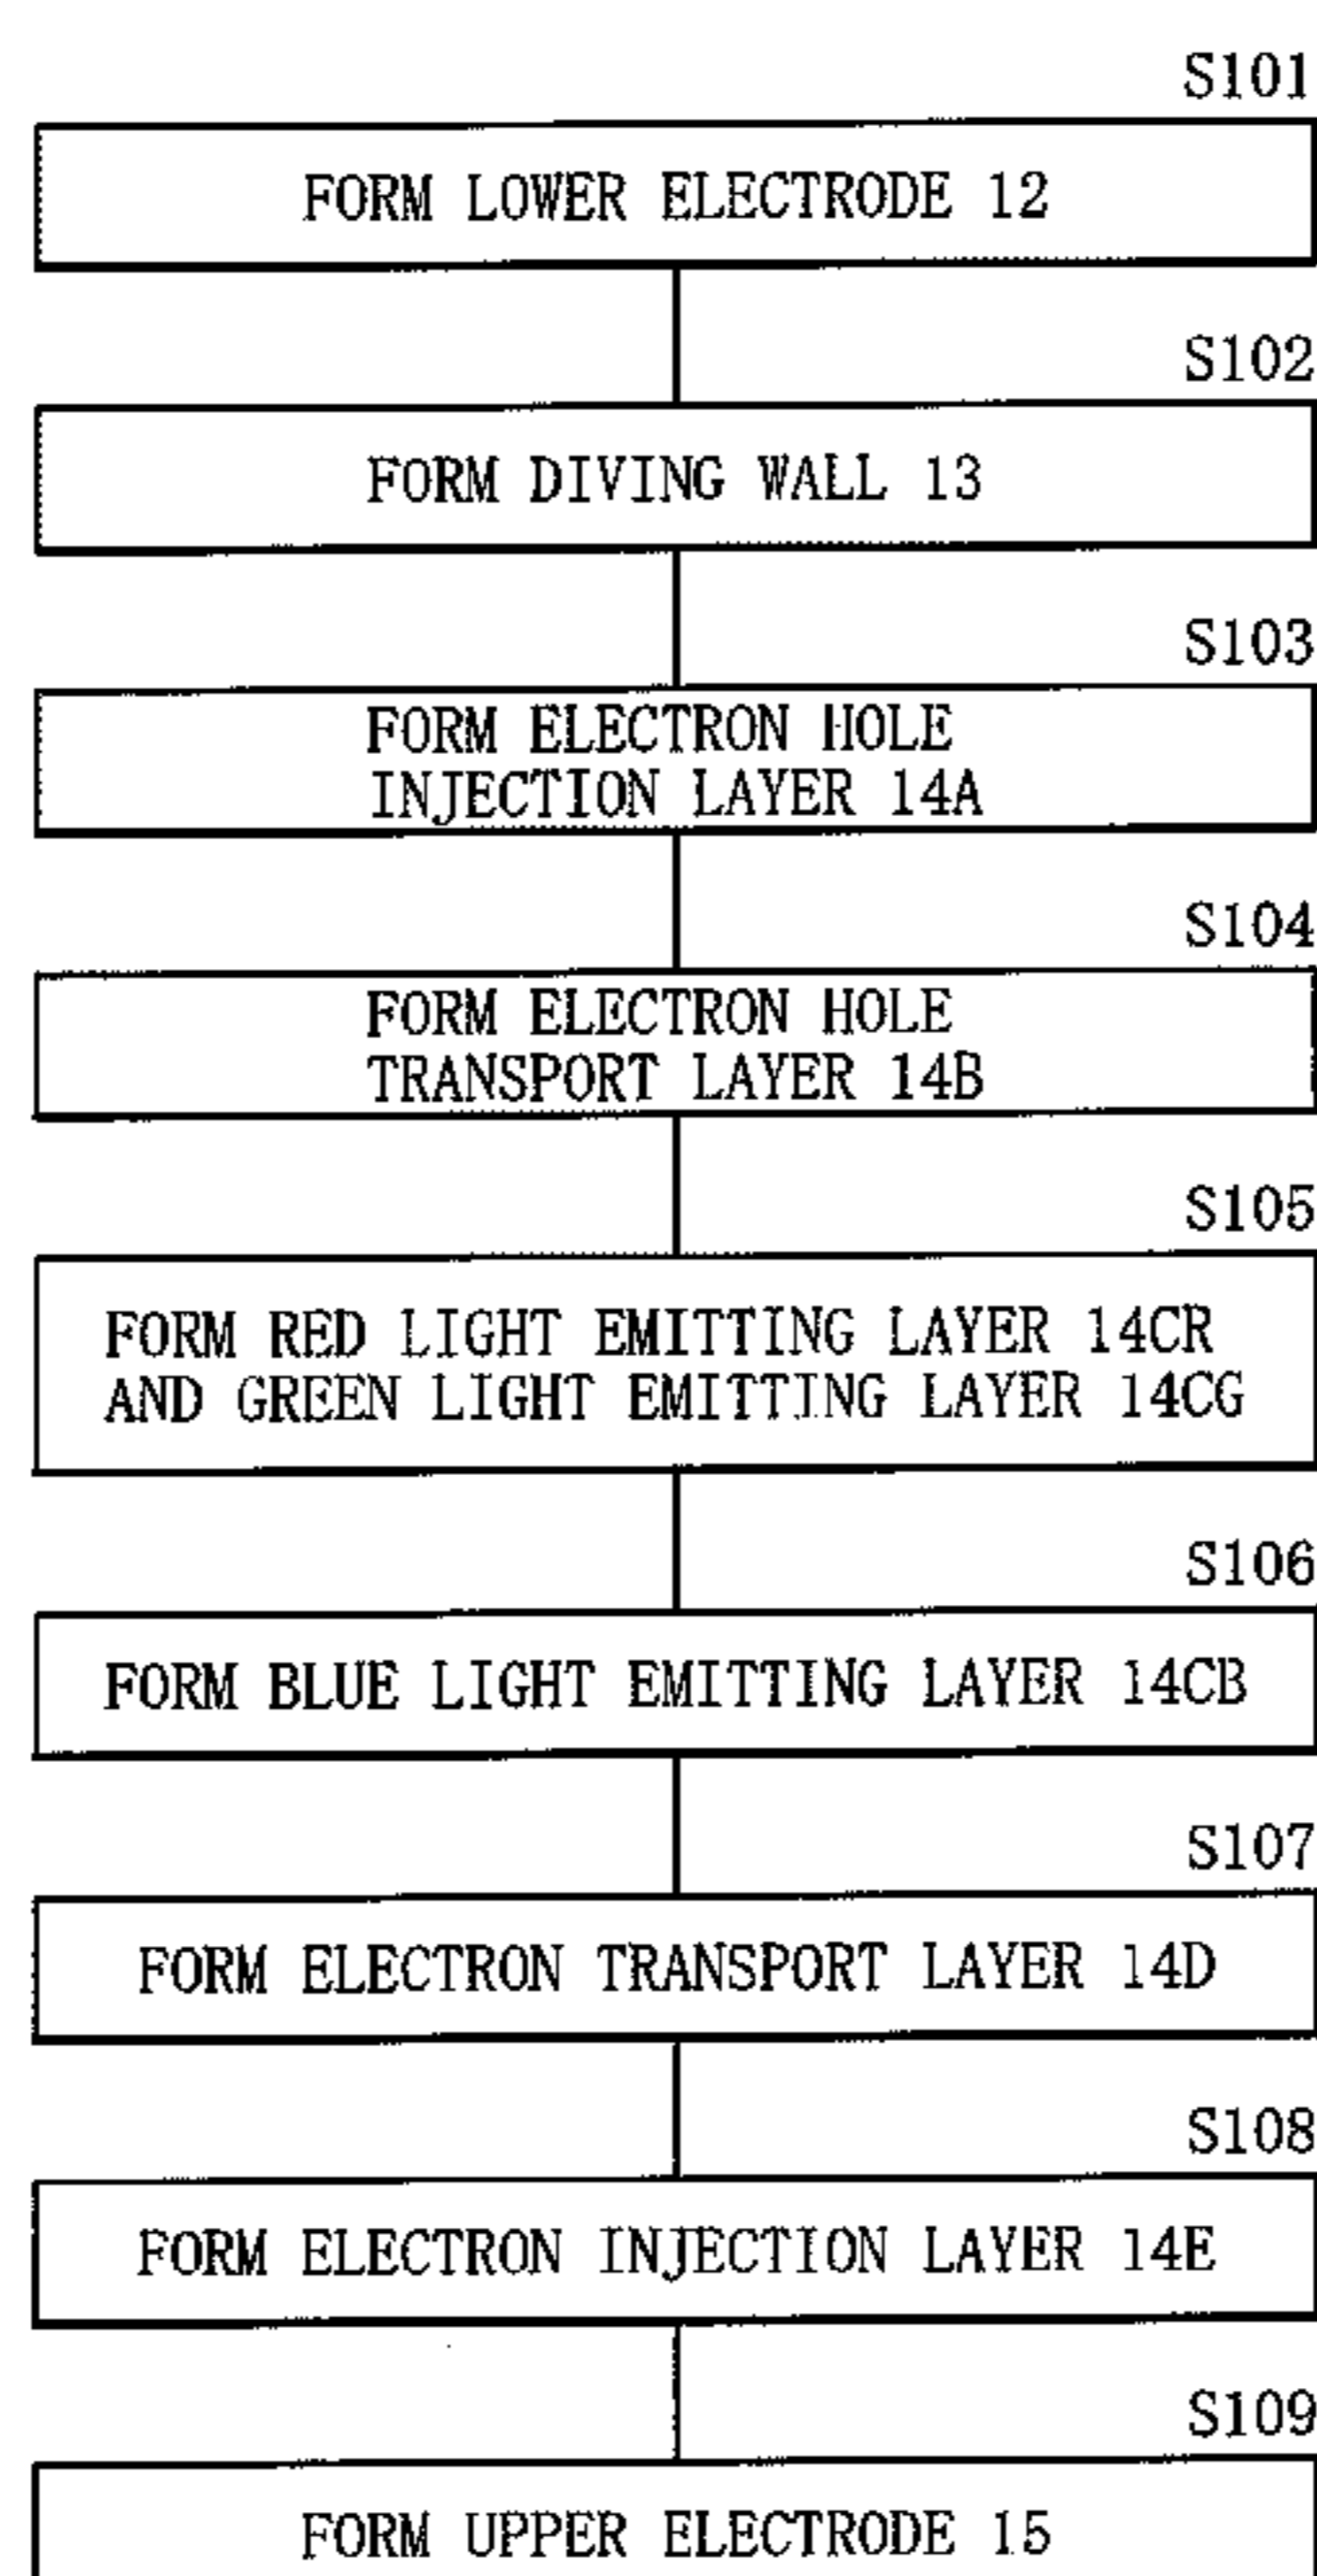 S101
FORM LOWER ELECTRODE 12
S102
FORM DIVING WALL 13
S103
FORM ELECTRON HOLE
INJECTION LAYER 14A
S104
FORM ELECTRON HOLE
TRANSPORT LAYER 14B
S105
FORM RED LIGHT EMITTING LAYER 14CR
AND GREEN LIGHT EMITTING LAYER 14CG
S106
FORM BLUE LIGHT EMITTING LAYER 14CB
S107
FORM ELECTRON TRANSPORT LAYER 14D
S108
FORM ELECTRON INJECTION LAYER 14E
S109
FORM UPPER ELECTRODE 15